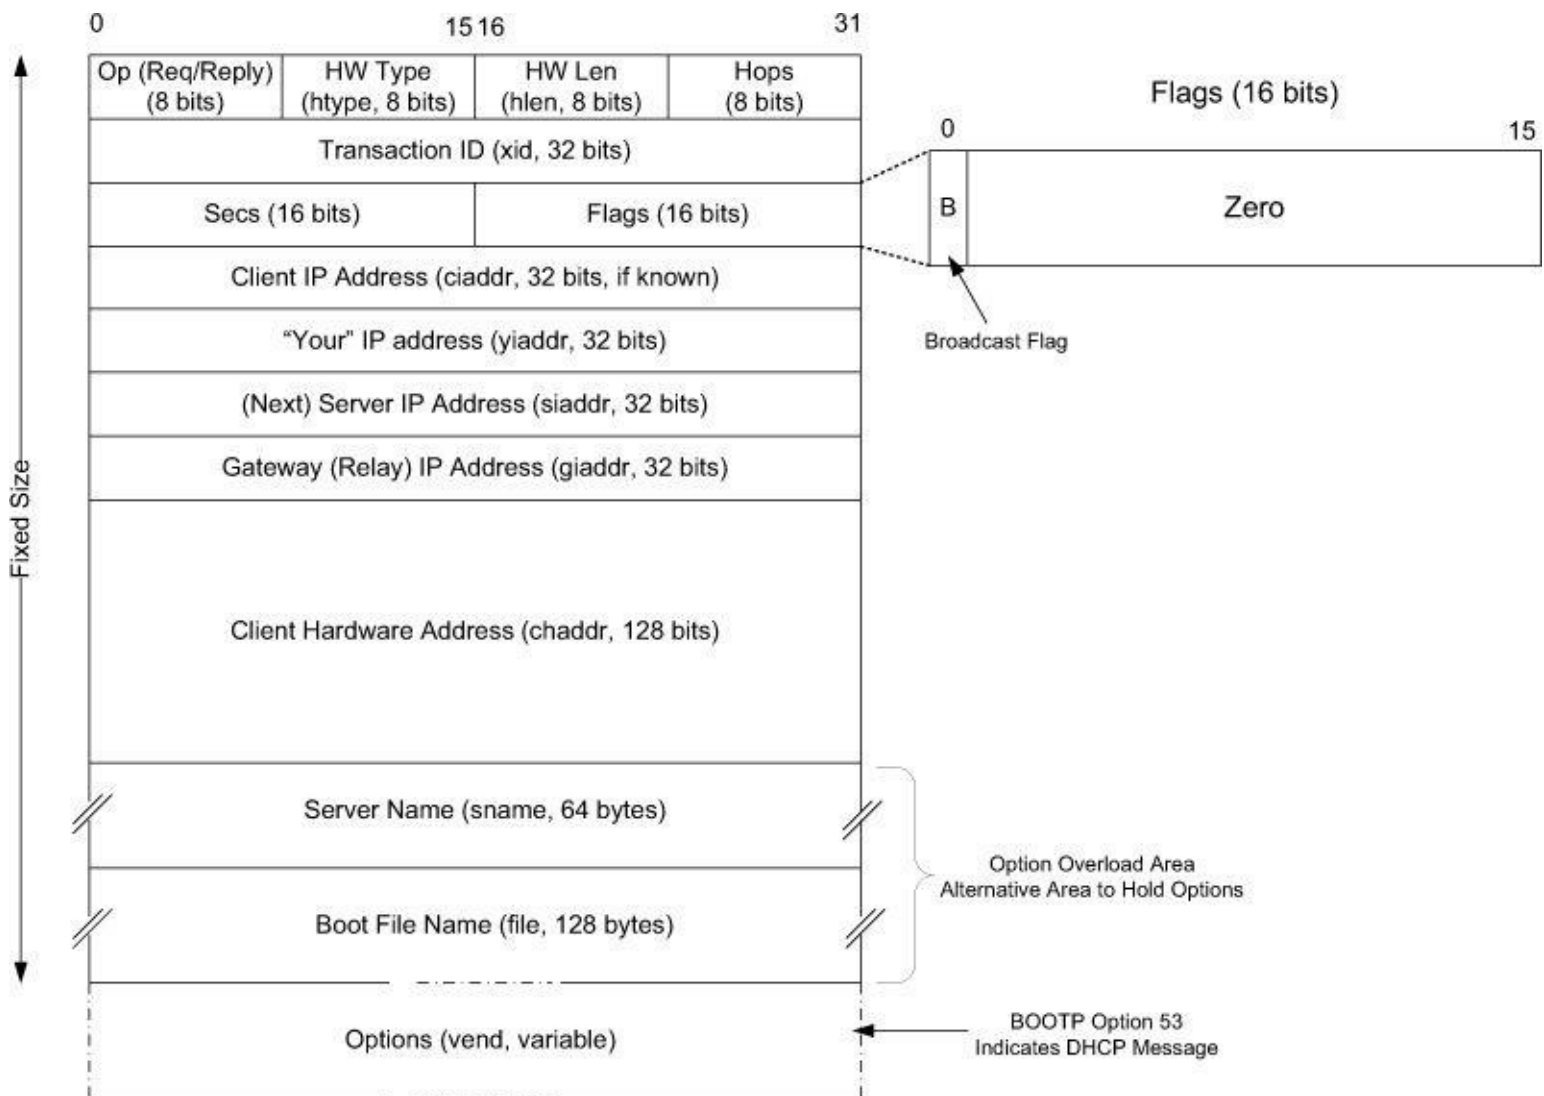 0 15 16 31
Op (Req/Reply)
(8 bits)
HW Type
(htype, 8 bits)
HW Len
(hlen, 8 bits)
Hops
(8 bits)
Transaction ID (xid, 32 bits)
Secs (16 bits)
Flags (16 bits)
Client IP Address (ciaddr, 32 bits, if known)
“Your” IP address (yiaddr, 32 bits)
(Next) Server IP Address (siaddr, 32 bits)
Gateway (Relay) IP Address (giaddr, 32 bits)
Client Hardware Address (chaddr, 128 bits)
Server Name (sname, 64 bytes)
Boot File Name (file, 128 bytes)
Options (vend, variable)
Fixed Size
Flags (16 bits)
0 15
B
Zero
Broadcast Flag
Option Overload Area
Alternative Area to Hold Options
BOOTP Option 53
Indicates DHCP Message